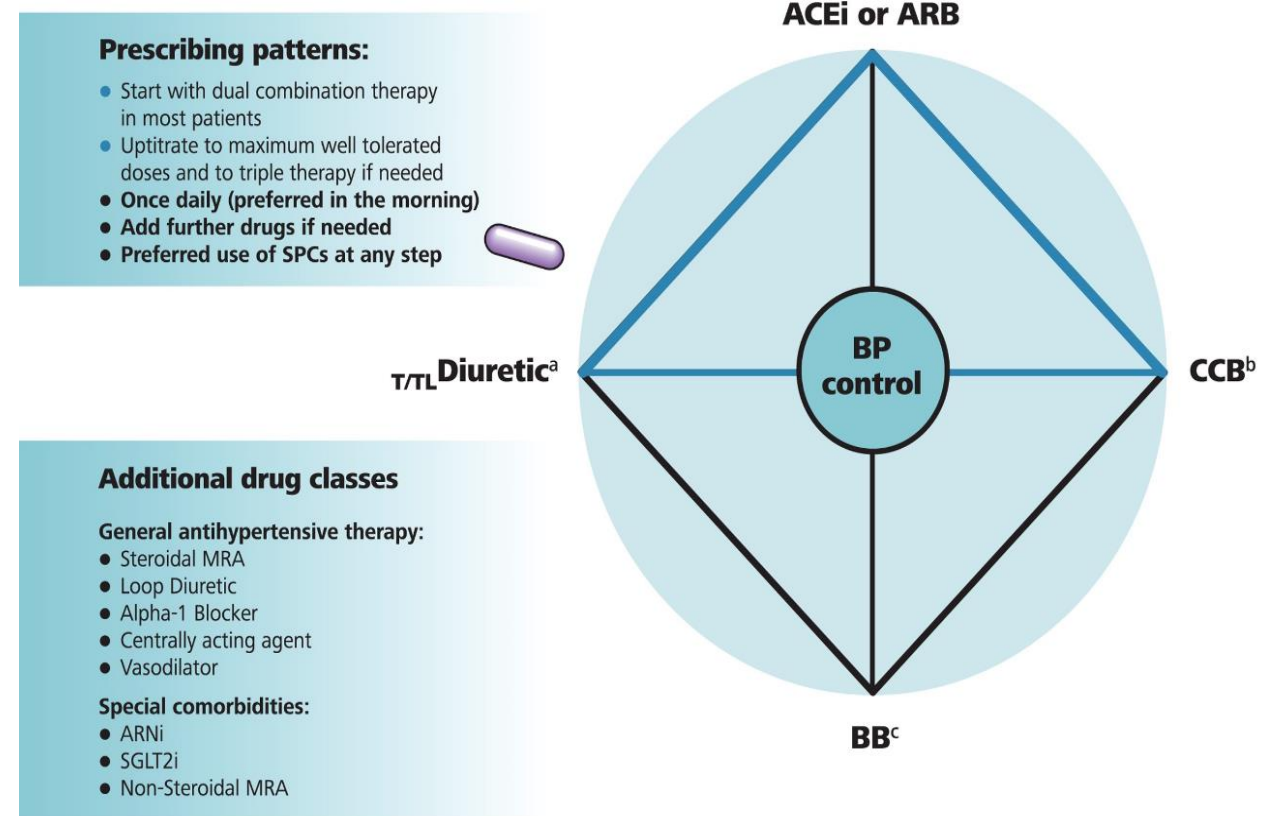 Prescribing patterns:
• Start with dual combination therapy
in most patients
• Uptitrate to maximum well tolerated
doses and to triple therapy if needed
• Once daily (preferred in the morning)
• Add further drugs if needed
• Preferred use of SPCs at any step
ACEi or ARB
T/TLDiureticᵃ
BP
control
CCBᵇ
BBᶜ
Additional drug classes
General antihypertensive therapy:
• Steroidal MRA
• Loop Diuretic
• Alpha-1 Blocker
• Centrally acting agent
• Vasodilator
Special comorbidities:
• ARNi
• SGLT2i
• Non-Steroidal MRA